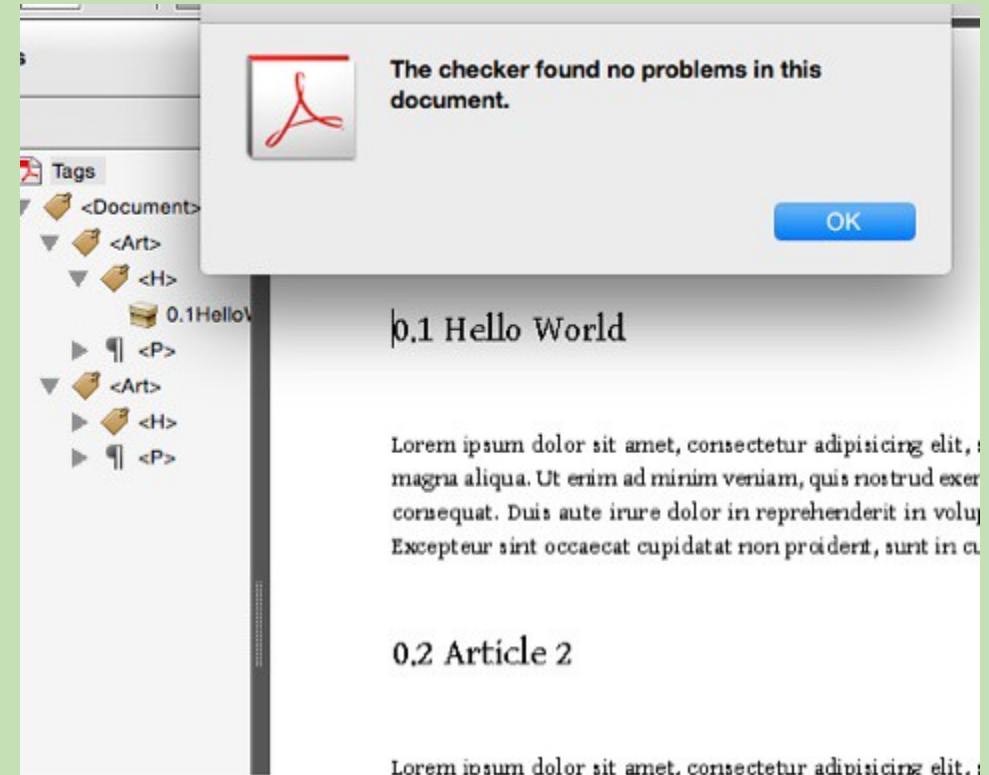 The checker found no problems in this
document.
OK
Tags
<Document>
<Art>
<H>
0.1Hello
<P>
<Art>
<H>
<P>
0.1 Hello World
Lorem ipsum dolor sit amet, consectetur adipisicing elit,
magna aliqua. Ut enim ad minim veniam, quis nostrud exer
consequat. Duis aute irure dolor in reprehenderit in volup
Excepteur sint occaecat cupidatat non proident, sunt in cu
0.2 Article 2
Lorem ipsum dolor sit amet, consectetur adipisicing elit,